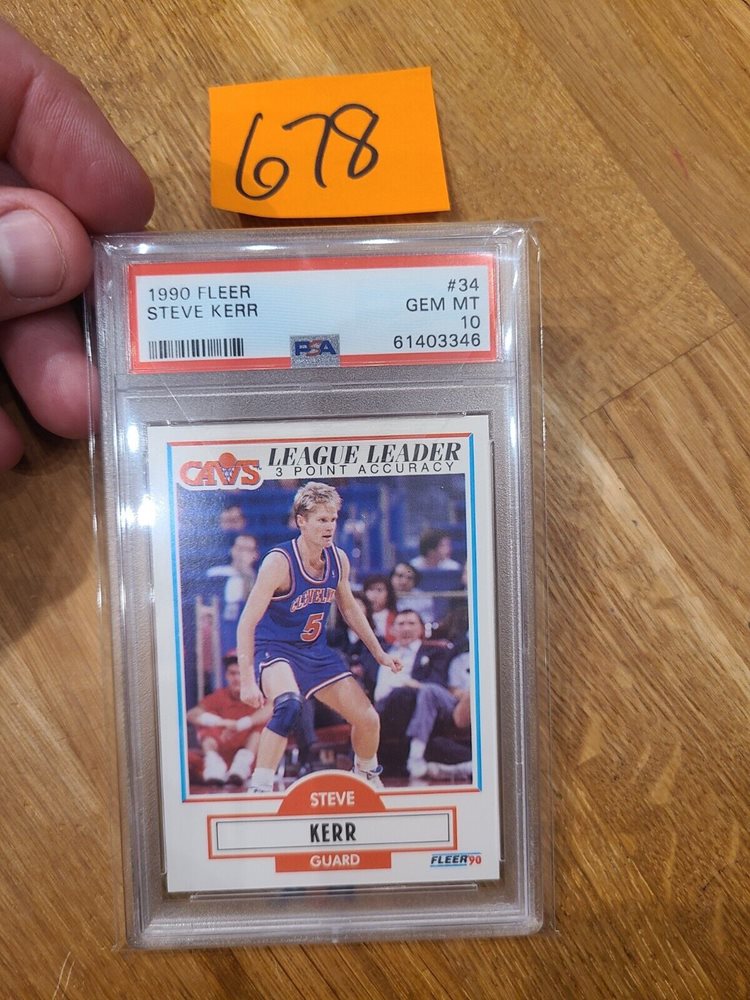 678
1990 FLEER #34
STEVE KERR GEM MT
10
PSA 61403346
CAVS LEAGUE LEADER
3 POINT ACCURACY
CLEVELAN
5
STEVE
KERR
GUARD
FLEER'90